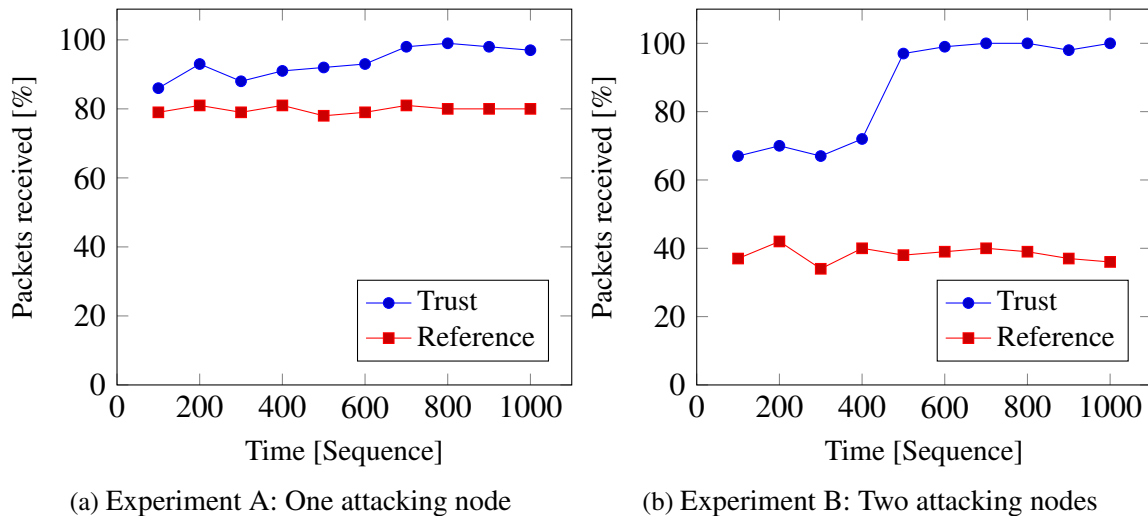 100
80
60
40
20
0
Packets received [%]
0 200 400 600 800 1000
Time [Sequence]
Trust
Reference
(a) Experiment A: One attacking node
100
80
60
40
20
0
Packets received [%]
0 200 400 600 800 1000
Time [Sequence]
Trust
Reference
(b) Experiment B: Two attacking nodes